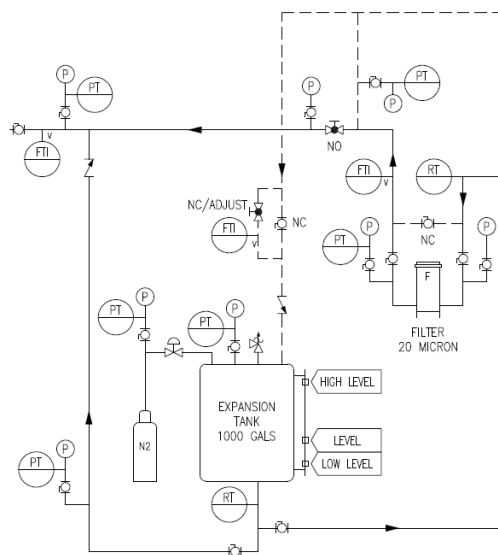 P
PT
P
PT
P
NO
FTI
V
FTI
V
RT
NC/ADJUST
FTI
V
NC
NC
P
PT
P
F
P
PT
P
PT
FILTER
20 MICRON
EXPANSION
TANK
1000 GALS
HIGH LEVEL
N2
LEVEL
LOW LEVEL
P
PT
RT